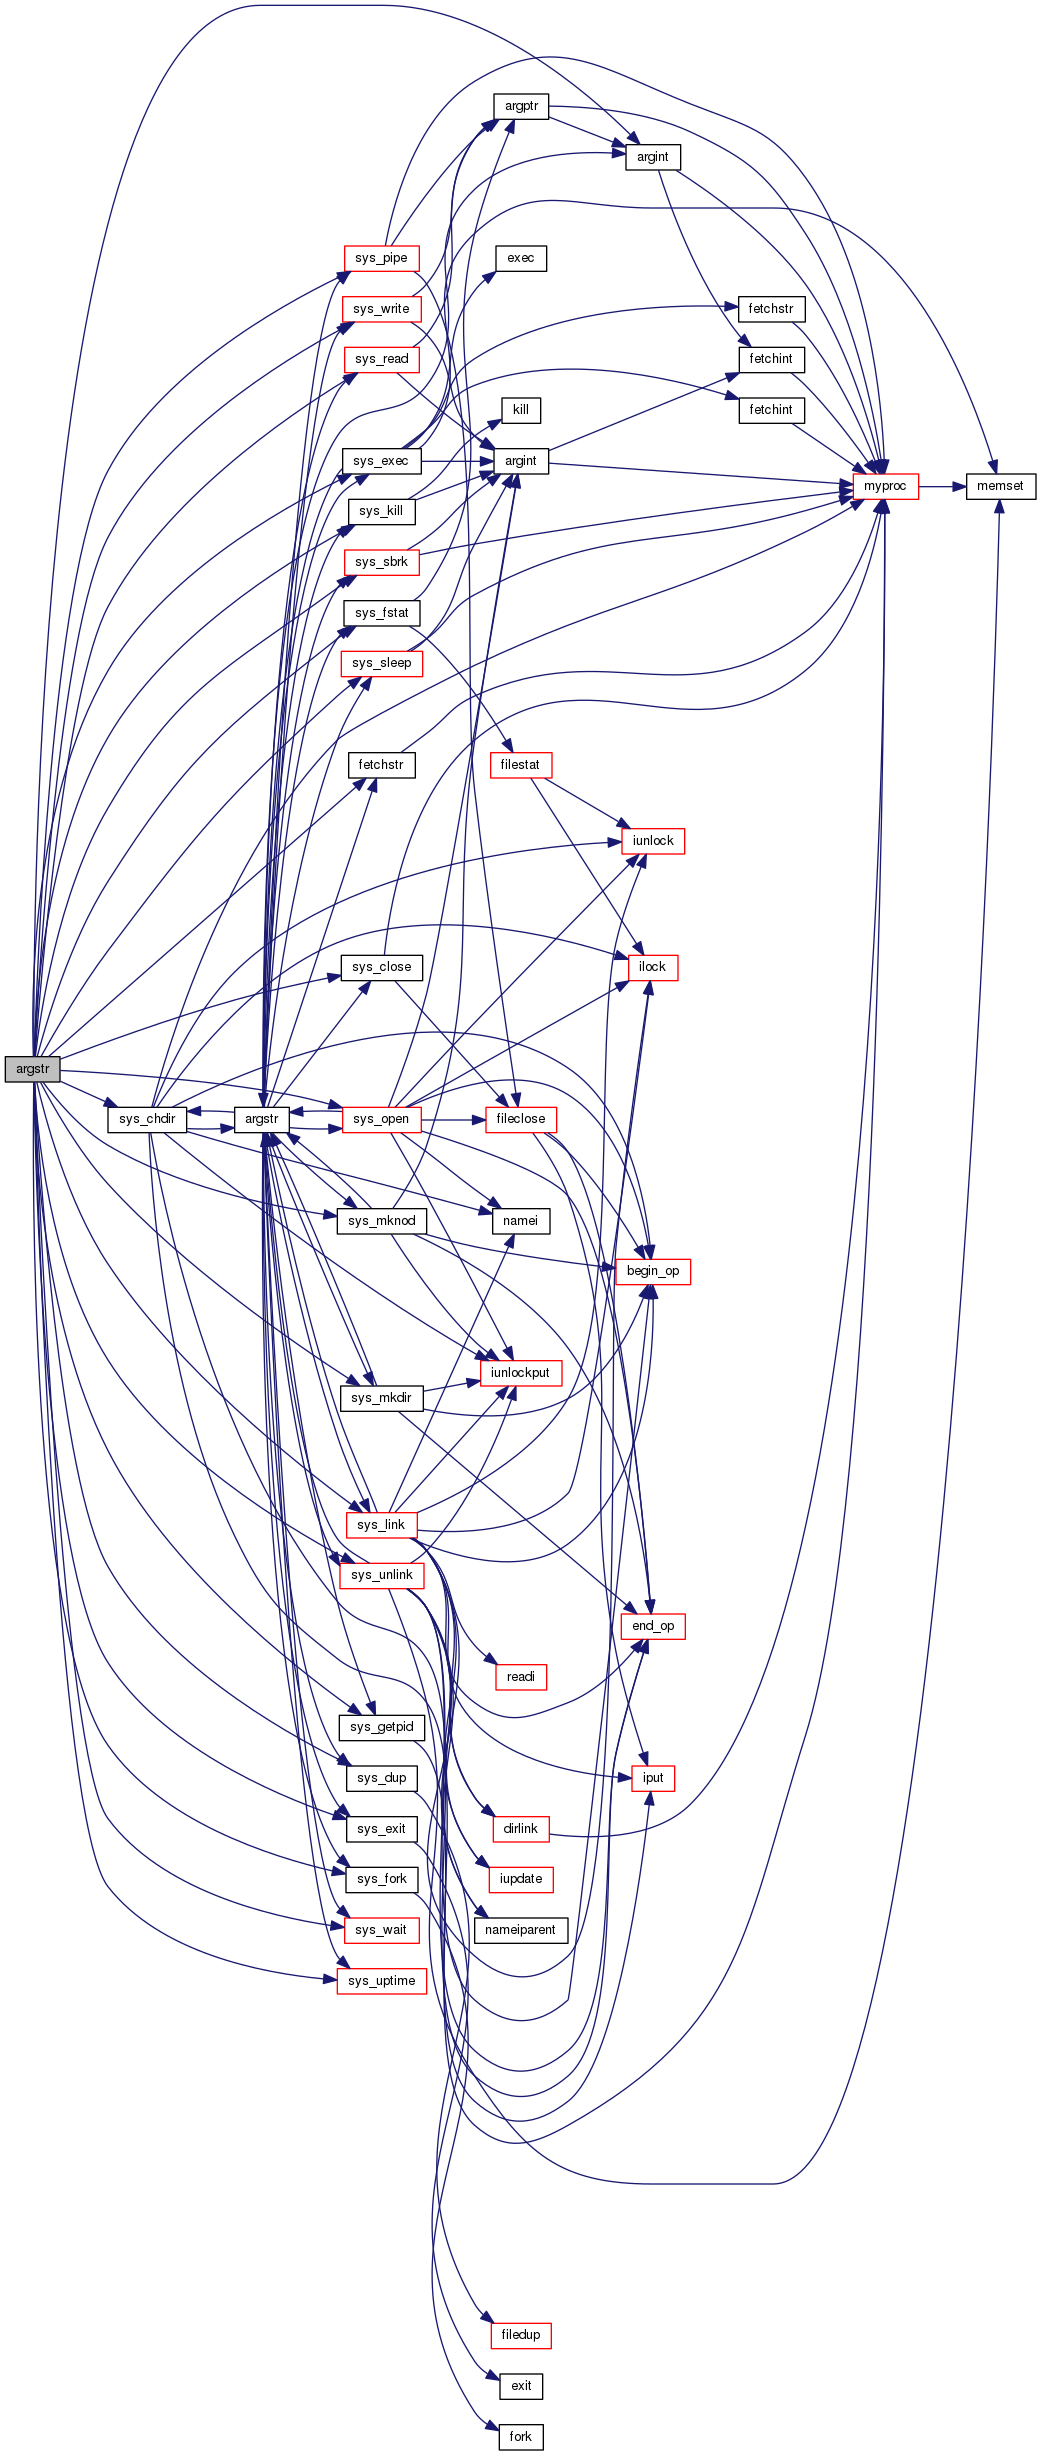 argptr
argint
sys_pipe
exec
sys_write
fetchstr
sys_read
fetchint
kill
fetchint
sys_exec
argint
myproc
memset
sys_kill
sys_sbrk
sys_fstat
sys_sleep
fetchstr
filestat
iunlock
sys_close
ilock
argstr
sys_chdir
argstr
sys_open
fileclose
sys_mknod
namei
begin_op
iunlockput
sys_mkdir
sys_link
sys_unlink
end_op
readi
sys_getpid
sys_dup
iput
sys_exit
dirlink
sys_fork
iupdate
sys_wait
nameiparent
sys_uptime
filedup
exit
fork